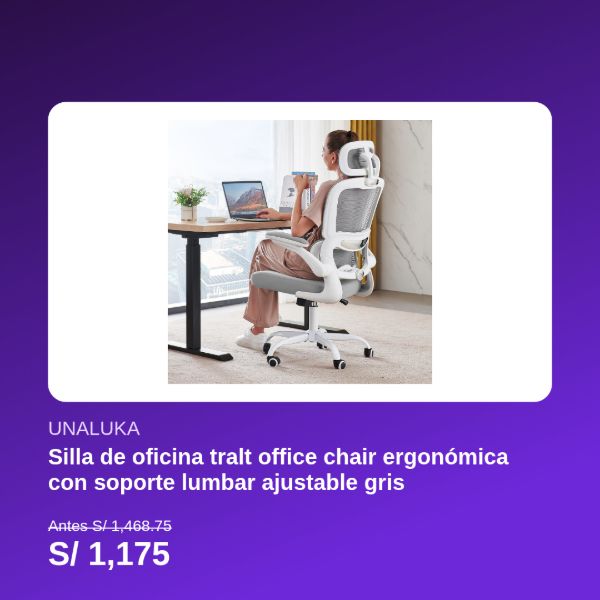 UNALUKA
Silla de oficina tralt office chair ergonómica
con soporte lumbar ajustable gris
Antes S/ 1,468.75
S/ 1,175